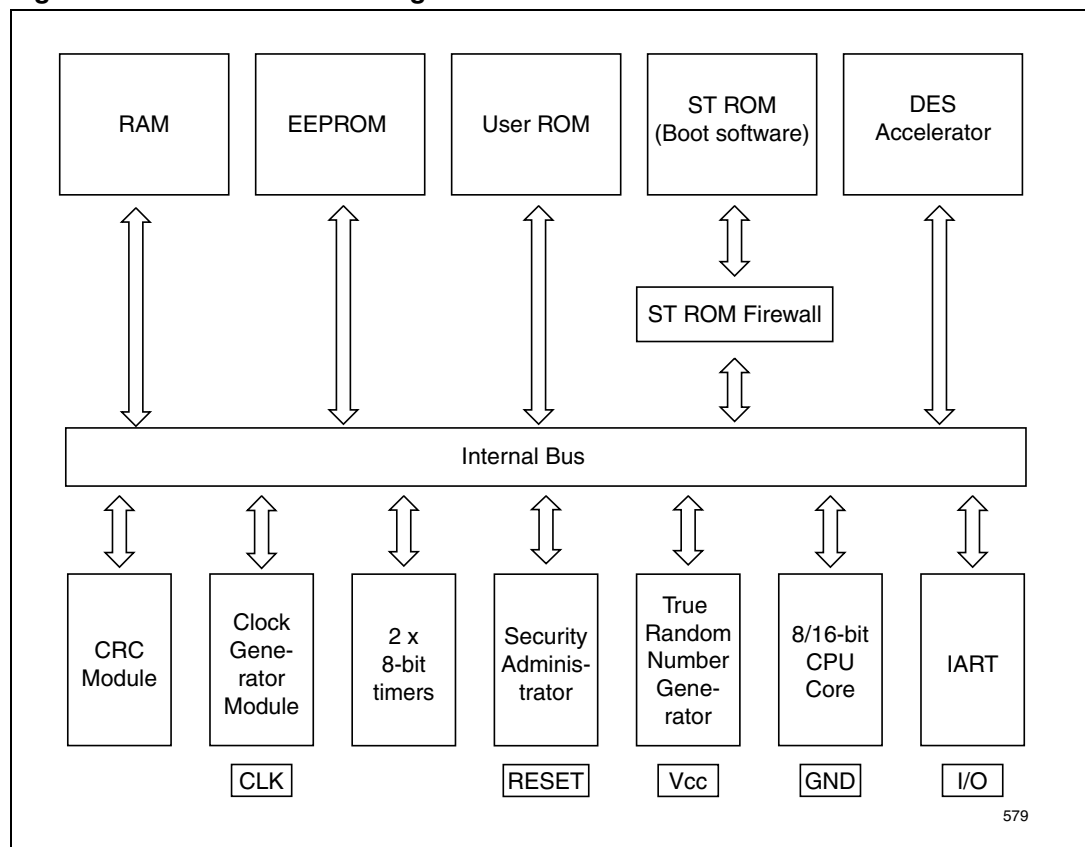 RAM
EEPROM
User ROM
ST ROM
(Boot software)
DES
Accelerator
ST ROM Firewall
Internal Bus
CRC
Module
Clock
Gene-
rator
Module
2 x
8-bit
timers
Security
Adminis-
trator
True
Random
Number
Gene-
rator
8/16-bit
CPU
Core
IART
CLK
RESET
Vcc
GND
I/O
579